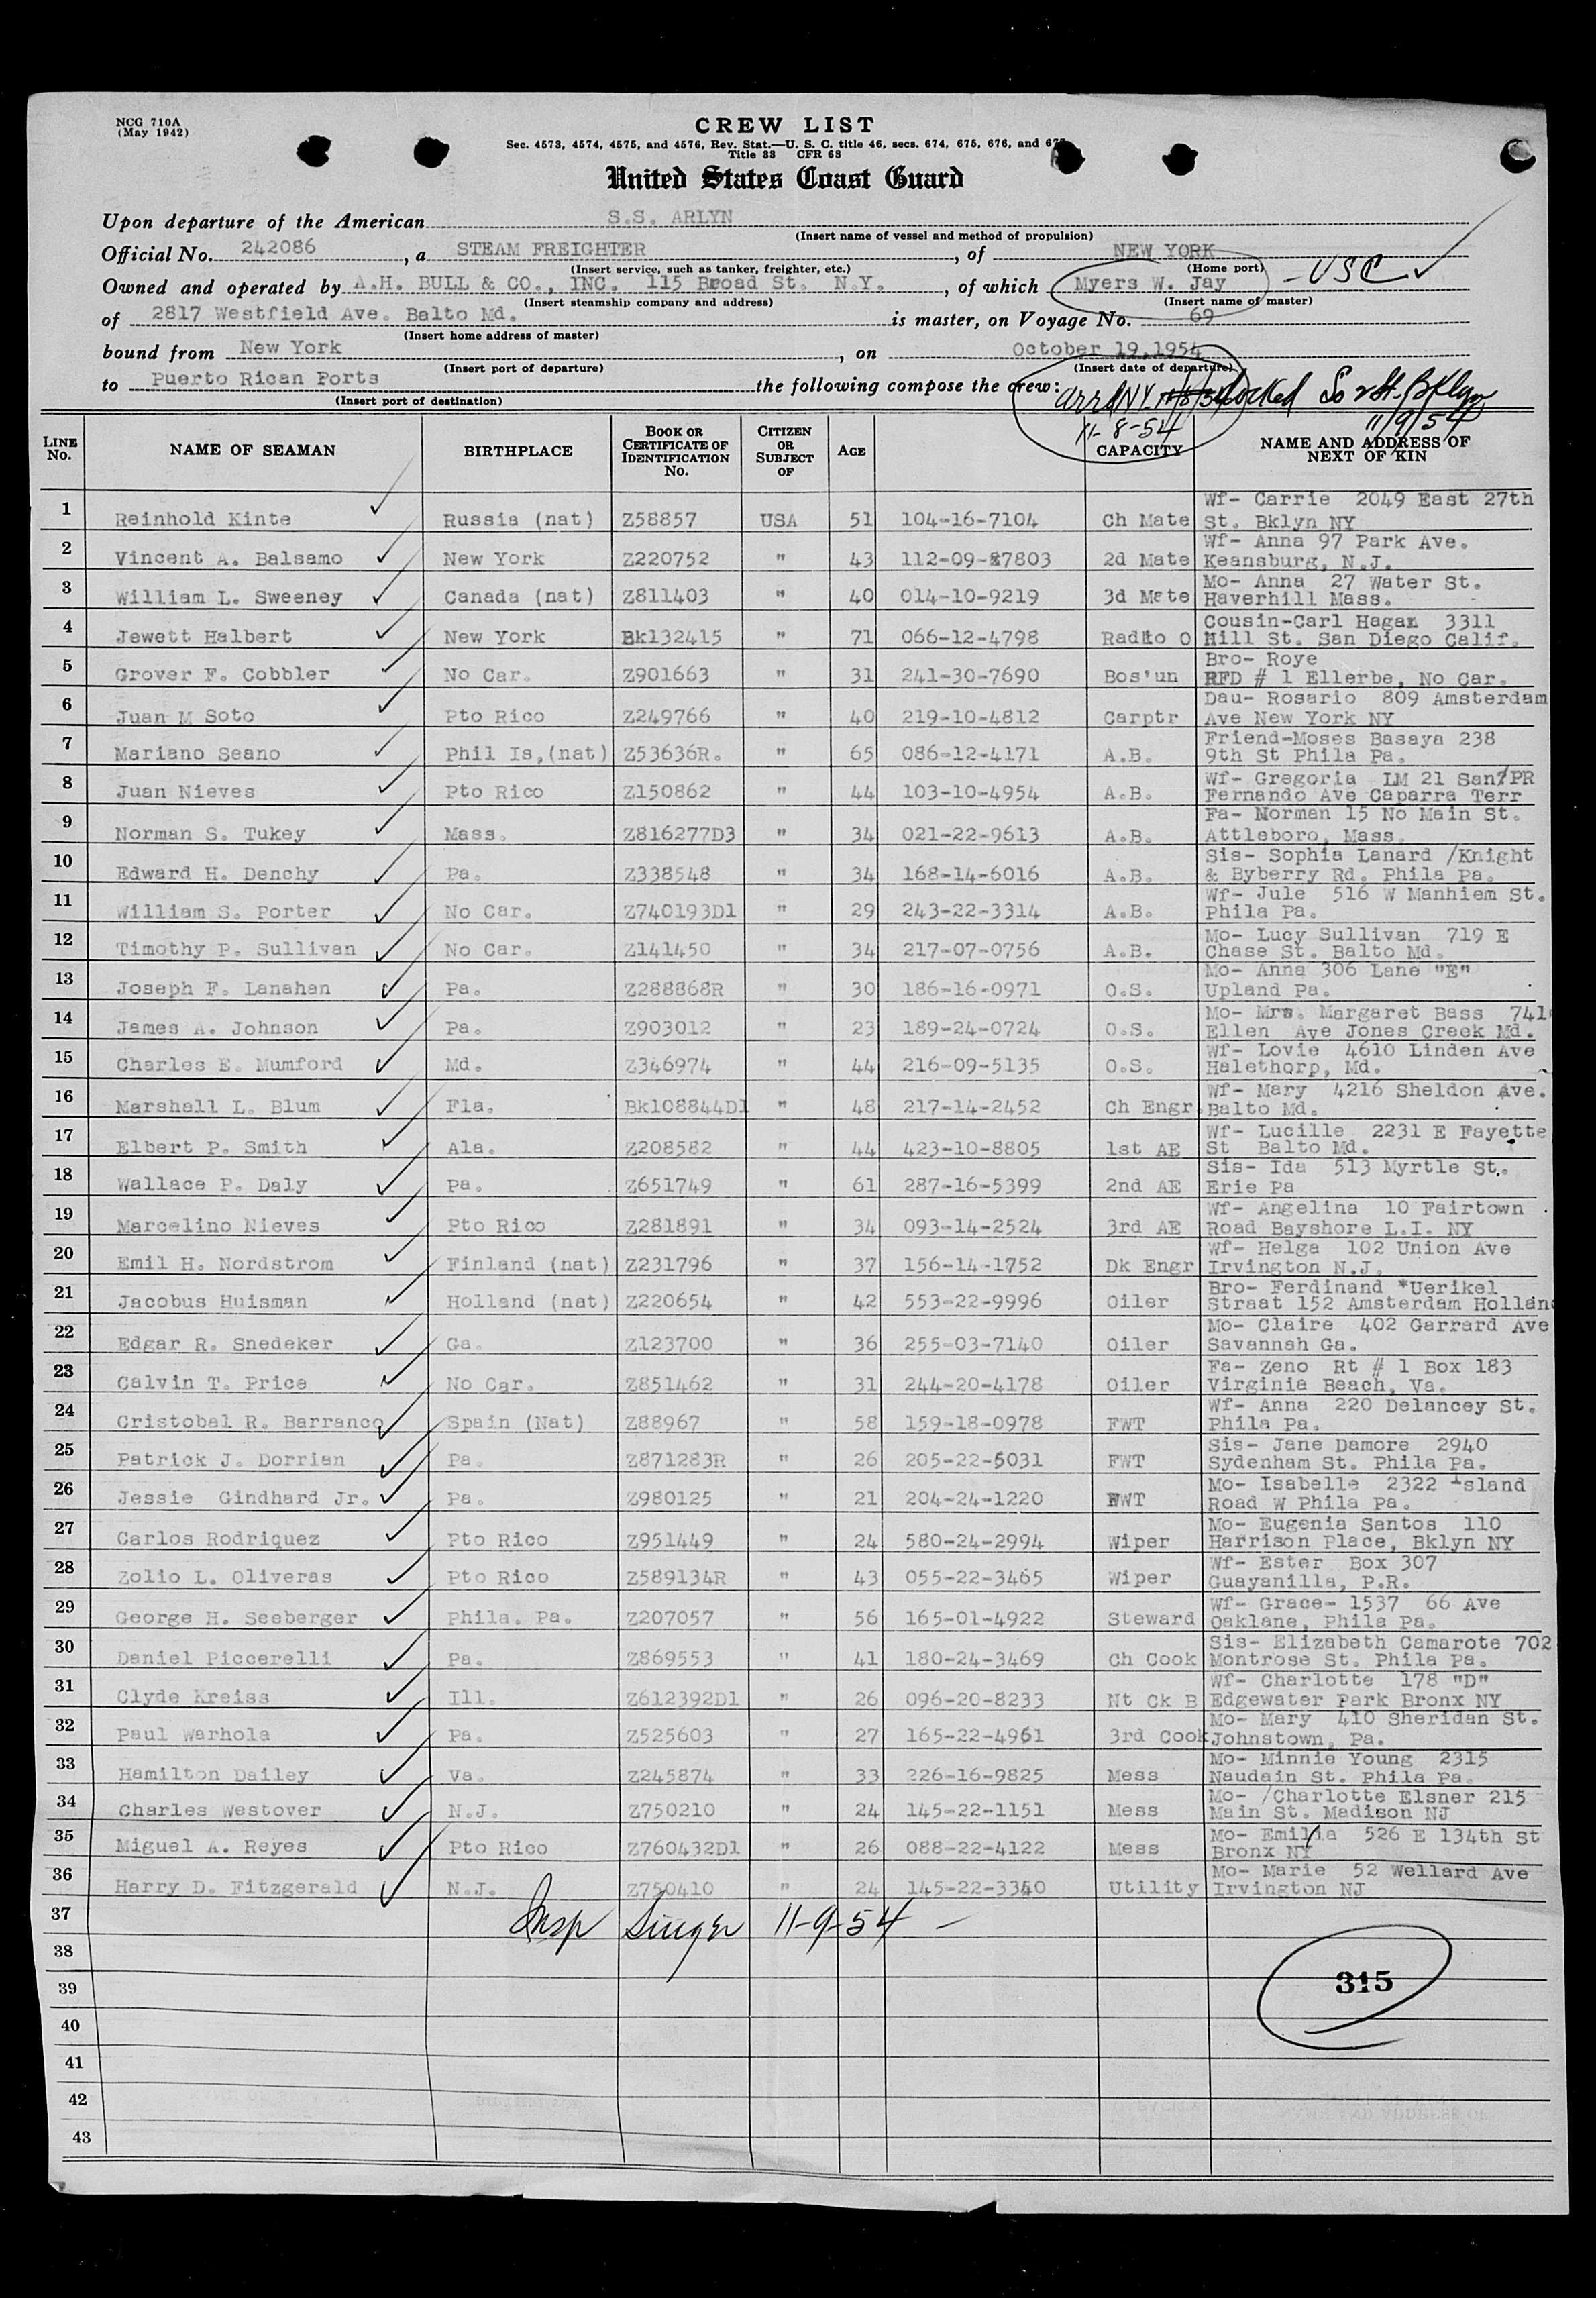 NCG 710A
(May 1942)
CREW LIST
Sec. 4573, 4574, 4575, and 4576, Rev. Stat.—U. S. C. title 46, secs. 674, 675, 676, and 677
Title 33 CFR 68
United States Coast Guard
Upon departure of the American S.S. ARLYN
(Insert name of vessel and method of propulsion)
Official No. 242086, a STEAM FREIGHTER, of NEW YORK
(Insert service, such as tanker, freighter, etc.) (Home port)
Owned and operated by A.H. BULL & CO., INC. 115 Broad St. N.Y., of which Myers W. Jay - USC
(Insert steamship company and address) (Insert name of master)
of 2817 Westfield Ave. Balto Md. is master, on Voyage No. 69
(Insert home address of master)
bound from New York, on October 19,1954
(Insert port of departure) (Insert date of departure)
to Puerto Rican Ports the following compose the crew:
(Insert port of destination)
arrd NY 11/8/54 docked So St. Bklyn
11-8-54 11/9/54
LINE No. NAME OF SEAMAN BIRTHPLACE BOOK OR CERTIFICATE OF IDENTIFICATION No. CITIZEN OR SUBJECT OF AGE CAPACITY NAME AND ADDRESS OF NEXT OF KIN
1 Reinhold Kinte Russia (nat) Z58857 USA 51 104-16-7104 Ch Mate Wf- Carrie 2049 East 27th St. Bklyn NY
2 Vincent A. Balsamo New York Z220752 " 43 112-09-87803 2d Mate Wf- Anna 97 Park Ave. Keansburg, N.J.
3 William L. Sweeney Canada (nat) Z811403 " 40 014-10-9219 3d Mate Mo- Anna 27 Water St. Haverhill Mass.
4 Jewett Halbert New York Bk132415 " 71 066-12-4798 Radio O Cousin-Carl Hagan 3311 Hill St. San Diego Calif.
5 Grover F. Cobbler No Car. Z901663 " 31 241-30-7690 Bos'un Bro- Roye RFD # 1 Ellerbe, No Car.
6 Juan M Soto Pto Rico Z249766 " 40 219-10-4812 Carptr Dau- Rosario 809 Amsterdam Ave New York NY
7 Mariano Seano Phil Is,(nat) Z53636R. " 65 086-12-4171 A.B. Friend-Moses Basaya 238 9th St Phila Pa.
8 Juan Nieves Pto Rico Z150862 " 44 103-10-4954 A.B. Wf- Gregoria LM 21 San/PR Fernando Ave Caparra Terr
9 Norman S. Tukey Mass. Z816277D3 " 34 021-22-9613 A.B. Fa- Norman 15 No Main St. Attleboro, Mass.
10 Edward H. Denchy Pa. Z338548 " 34 168-14-6016 A.B. Sis- Sophia Lanard /Knight & Byberry Rd. Phila Pa.
11 William S. Porter No Car. Z740193D1 " 29 243-22-3314 A.B. Wf- Jule 516 W Manhiem St. Phila Pa.
12 Timothy P. Sullivan No Car. Z141450 " 34 217-07-0756 A.B. Mo- Lucy Sullivan 719 E Chase St. Balto Md.
13 Joseph F. Lanahan Pa. Z288868R " 30 186-16-0971 O.S. Mo- Anna 306 Lane "E" Upland Pa.
14 James A. Johnson Pa. Z903012 " 23 189-24-0724 O.S. Mo- Mrs. Margaret Bass 741 Ellen Ave Jones Creek Md.
15 Charles E. Mumford Md. Z346974 " 44 216-09-5135 O.S. Wf- Lovie 4610 Linden Ave Halethorp, Md.
16 Marshall L. Blum Fla. Bk108844D1 " 48 217-14-2452 Ch Engr. Wf- Mary 4216 Sheldon Ave. Balto Md.
17 Elbert P. Smith Ala. Z208582 " 44 423-10-8805 1st AE Wf- Lucille 2231 E Fayette St Balto Md.
18 Wallace P. Daly Pa. Z651749 " 61 287-16-5399 2nd AE Sis- Ida 513 Myrtle St. Erie Pa
19 Marcelino Nieves Pto Rico Z281891 " 34 093-14-2524 3rd AE Wf- Angelina 10 Fairtown Road Bayshore L.I. NY
20 Emil H. Nordstrom Finland (nat) Z231796 " 37 156-14-1752 Dk Engr Wf- Helga 102 Union Ave Irvington N.J.
21 Jacobus Huisman Holland (nat) Z220654 " 42 553-22-9996 Oiler Bro- Ferdinand *Uerikel Straat 152 Amsterdam Holland
22 Edgar R. Snedeker Ga. Z123700 " 36 255-03-7140 Oiler Mo- Claire 402 Garrard Ave Savannah Ga.
23 Calvin T. Price No Car. Z851462 " 31 244-20-4178 Oiler Fa- Zeno Rt # 1 Box 183 Virginia Beach, Va.
24 Cristobal R. Barranco Spain (Nat) Z88967 " 58 159-18-0978 FWT Wf- Anna 220 Delancey St. Phila Pa.
25 Patrick J. Dorrian Pa. Z871283R " 26 205-22-5031 FWT Sis- Jane Damore 2940 Sydenham St. Phila Pa.
26 Jessie Gindhard Jr. Pa. Z980125 " 21 204-24-1220 FWT Mo- Isabelle 2322 Island Road W Phila Pa.
27 Carlos Rodriquez Pto Rico Z951449 " 24 580-24-2994 Wiper Mo- Eugenia Santos 110 Harrison Place, Bklyn NY
28 Zolio L. Oliveras Pto Rico Z589134R " 43 055-22-3465 Wiper Wf- Ester Box 307 Guayanilla, P.R.
29 George H. Seeberger Phila. Pa. Z207057 " 56 165-01-4922 Steward Wf- Grace- 1537 66 Ave Oaklane, Phila Pa.
30 Daniel Piccerelli Pa. Z869553 " 41 180-24-3469 Ch Cook Sis- Elizabeth Camarote 702 Montrose St. Phila Pa.
31 Clyde Kreiss Ill. Z612392D1 " 26 096-20-8233 Nt Ck B Wf- Charlotte 178 "D" Edgewater Park Bronx NY
32 Paul Warhola Pa. Z525603 " 27 165-22-4961 3rd Cook Mo- Mary 410 Sheridan St. Johnstown, Pa.
33 Hamilton Dailey Va. Z245874 " 33 226-16-9825 Mess Mo- Minnie Young 2315 Naudain St. Phila Pa.
34 Charles Westover N.J. Z750210 " 24 145-22-1151 Mess Mo- /Charlotte Elsner 215 Main St. Madison NJ
35 Miguel A. Reyes Pto Rico Z760432D1 " 26 088-22-4122 Mess Mo- Emilia 526 E 134th St Bronx NY
36 Harry D. Fitzgerald N.J. Z750410 " 24 145-22-3340 Utility Mo- Marie 52 Wellard Ave Irvington NJ
37 Insp Singer 11-9-54 -
38
39 315
40
41
42
43